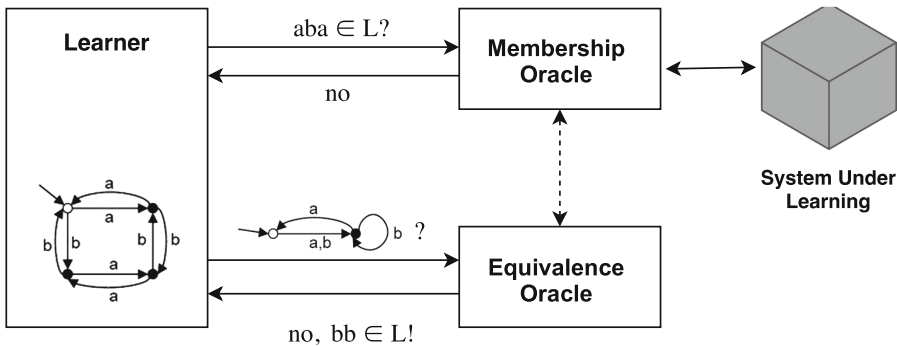 Learner
aba ∈ L?
no
Membership
Oracle
System Under
Learning
a
a
b
b
b
b
a
a
a
a,b
b
?
Equivalence
Oracle
no, bb ∈ L!